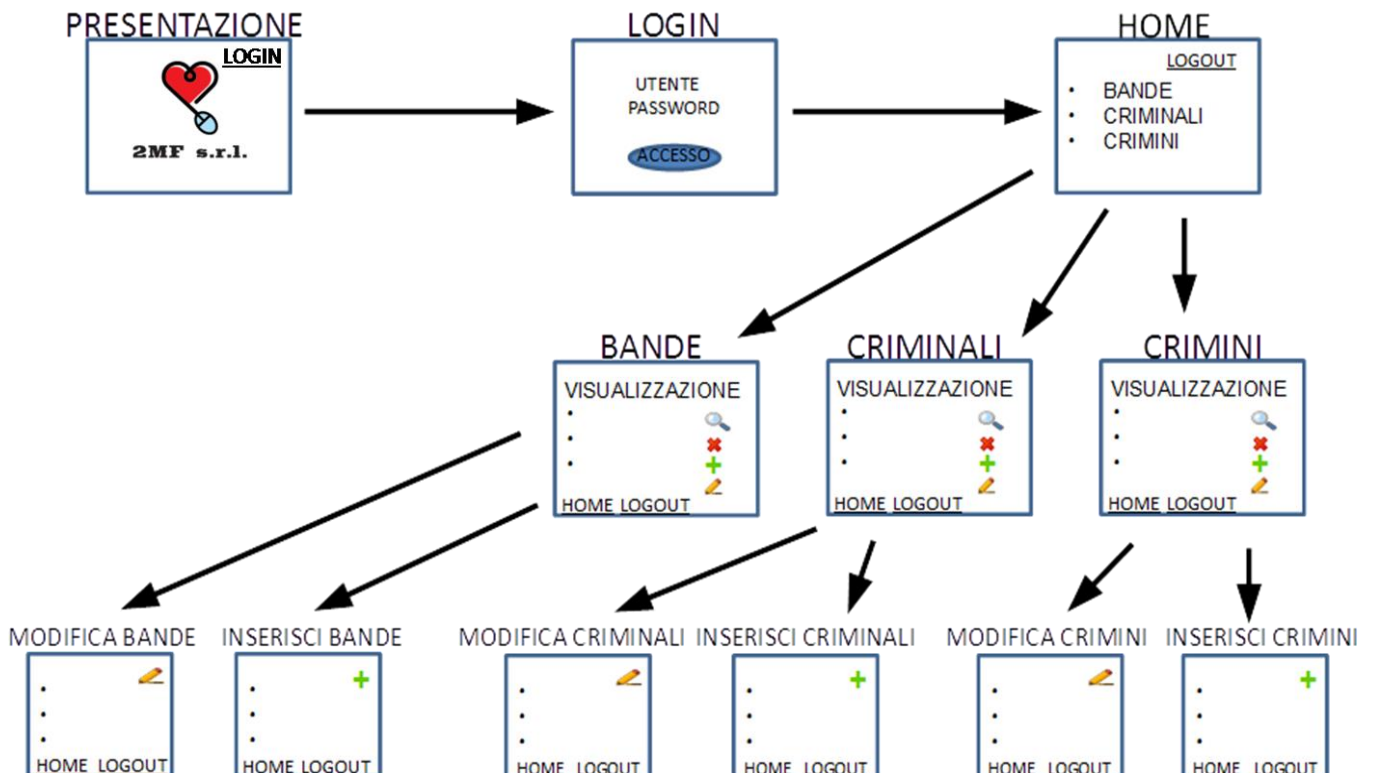 PRESENTAZIONE
LOGIN
2MF s.r.l.
LOGIN
UTENTE
PASSWORD
ACCESSO
HOME
LOGOUT
• BANDE
• CRIMINALI
• CRIMINI
BANDE
VISUALIZZAZIONE
HOME LOGOUT
CRIMINALI
VISUALIZZAZIONE
HOME LOGOUT
CRIMINI
VISUALIZZAZIONE
HOME LOGOUT
MODIFICA BANDE
HOME LOGOUT
INSERISCI BANDE
HOME LOGOUT
MODIFICA CRIMINALI
HOME LOGOUT
INSERISCI CRIMINALI
HOME LOGOUT
MODIFICA CRIMINI
HOME LOGOUT
INSERISCI CRIMINI
HOME LOGOUT